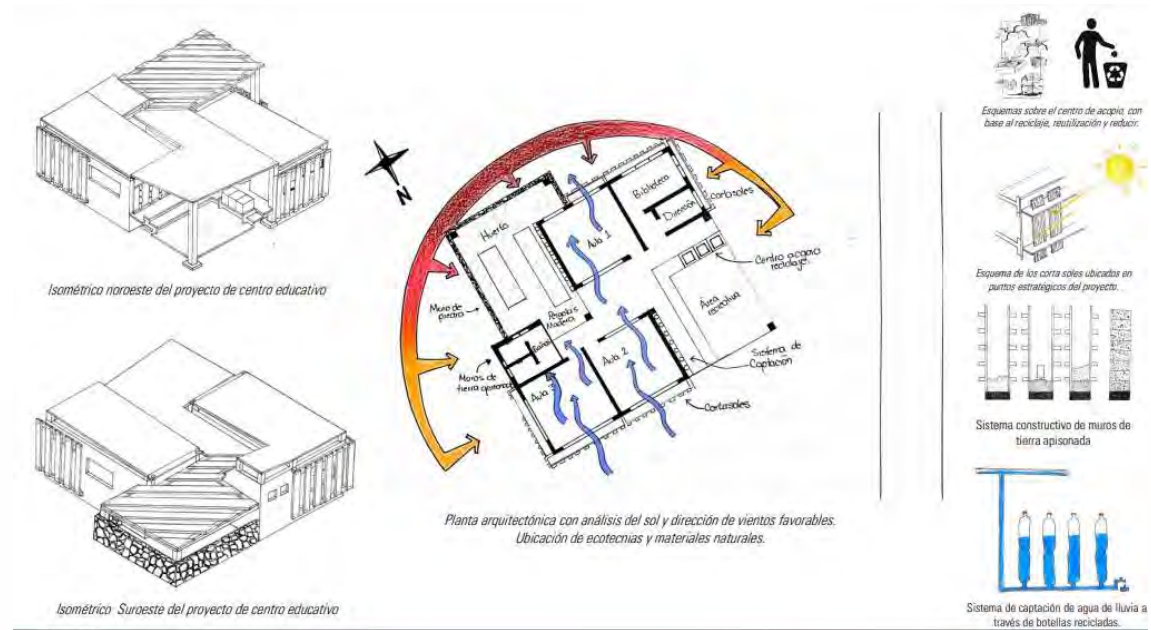 Isométrico noroeste del proyecto de centro educativo
Isométrico Suroeste del proyecto de centro educativo
N
Huerto
Aula 1
Biblioteca
Dirección
Cortasoles
Centro acopio
reciclaje.
Área
recreativa
Muro de
piedra
Pérgolas
Madera
Baños
Muros de
tierra
Aula
Aula 2
Sistema de
Captación
Cortasoles
Planta arquitectónica con análisis del sol y dirección de vientos favorables.
Ubicación de ecotecnias y materiales naturales.
Esquemas sobre el centro de acopio, con
base al reciclaje, reutilización y reducir.
Esquema de los corta soles ubicados en
puntos estratégicos del proyecto.
Sistema constructivo de muros de
tierra apisonada
Sistema de captación de agua de lluvia a
través de botellas recicladas.